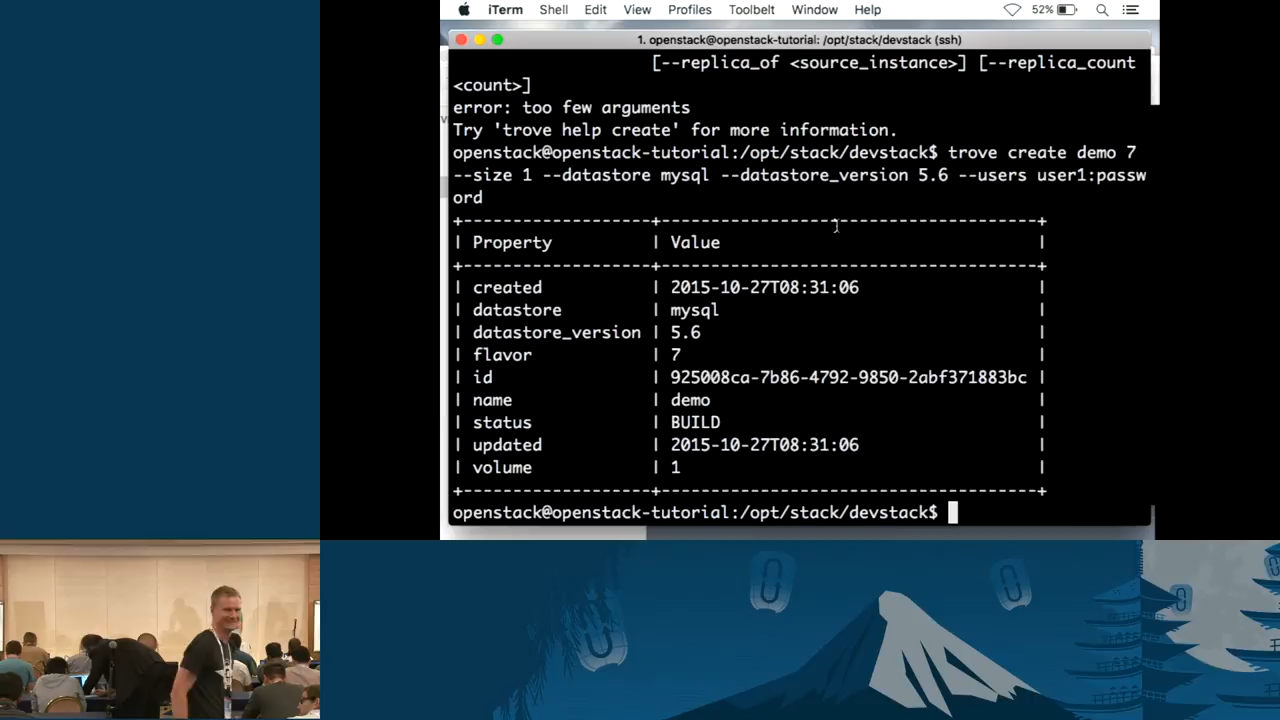 iTerm Shell Edit View Profiles Toolbelt Window Help 52%
1. openstack@openstack-tutorial: /opt/stack/devstack (ssh)
[--replica_of <source_instance>] [--replica_count
<count>]
error: too few arguments
Try 'trove help create' for more information.
openstack@openstack-tutorial:/opt/stack/devstack$ trove create demo 7
--size 1 --datastore mysql --datastore_version 5.6 --users user1:passw
ord
+-------------------+--------------------------------------+
| Property | Value |
+-------------------+--------------------------------------+
| created | 2015-10-27T08:31:06 |
| datastore | mysql |
| datastore_version | 5.6 |
| flavor | 7 |
| id | 925008ca-7b86-4792-9850-2abf371883bc |
| name | demo |
| status | BUILD |
| updated | 2015-10-27T08:31:06 |
| volume | 1 |
+-------------------+--------------------------------------+
openstack@openstack-tutorial:/opt/stack/devstack$